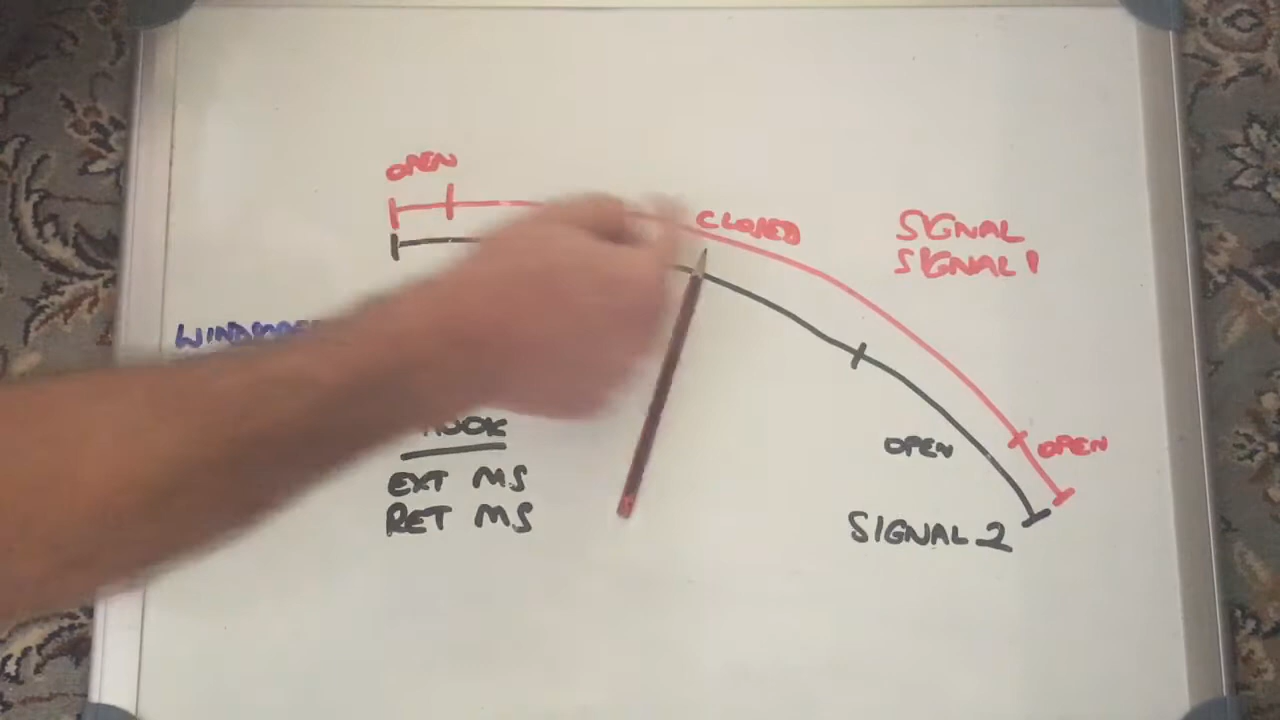 OPEN
CLOSED
SIGNAL
SIGNAL 1
EXT MS
RET MS
OPEN
OPEN
SIGNAL 2